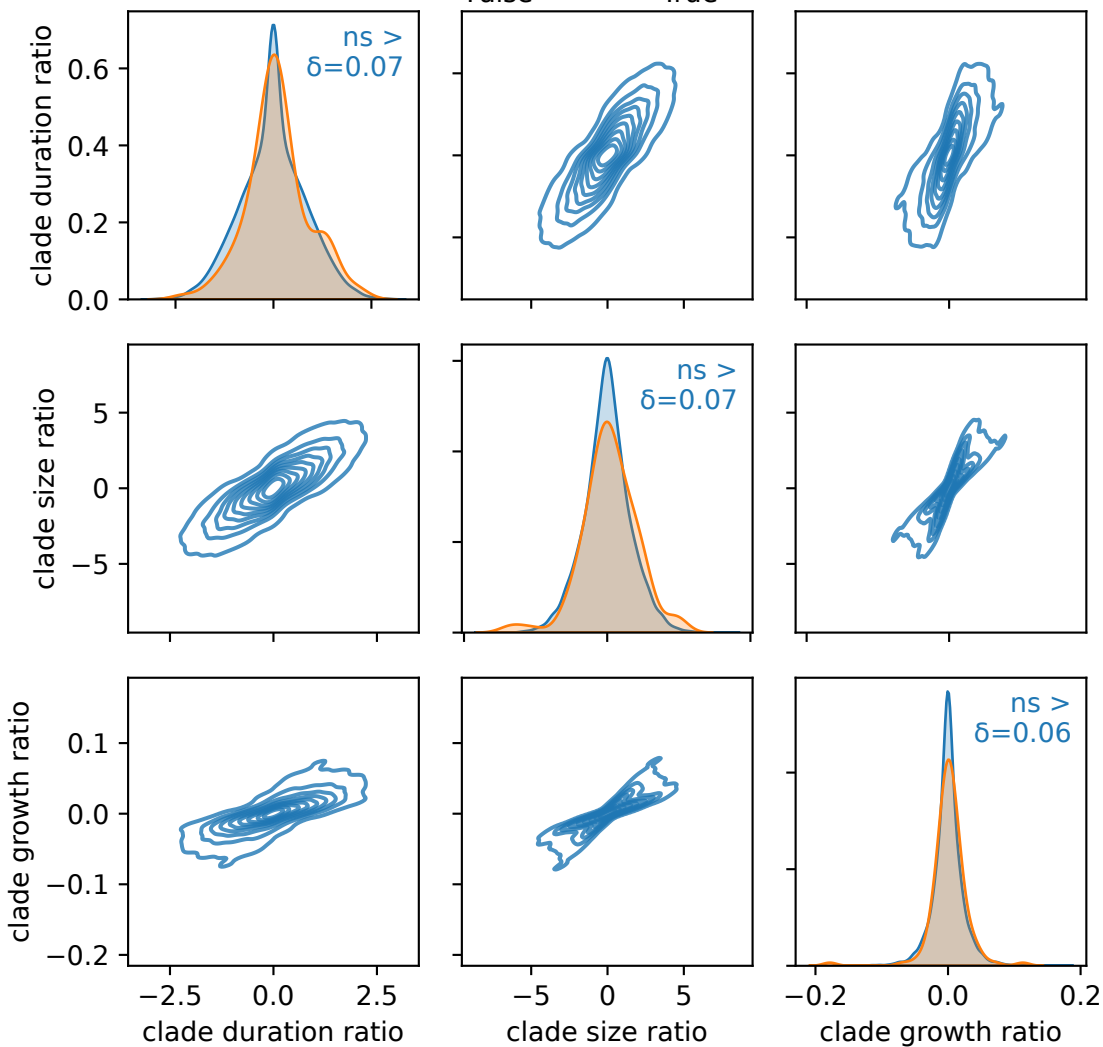 clade duration ratio
0.6
0.4
0.2
0.0
ns >
δ=0.07
clade size ratio
5
0
−5
ns >
δ=0.07
clade growth ratio
0.1
0.0
−0.1
−0.2
ns >
δ=0.06
−2.5 0.0 2.5
−5 0 5
−0.2 0.0 0.2
clade duration ratio
clade size ratio
clade growth ratio